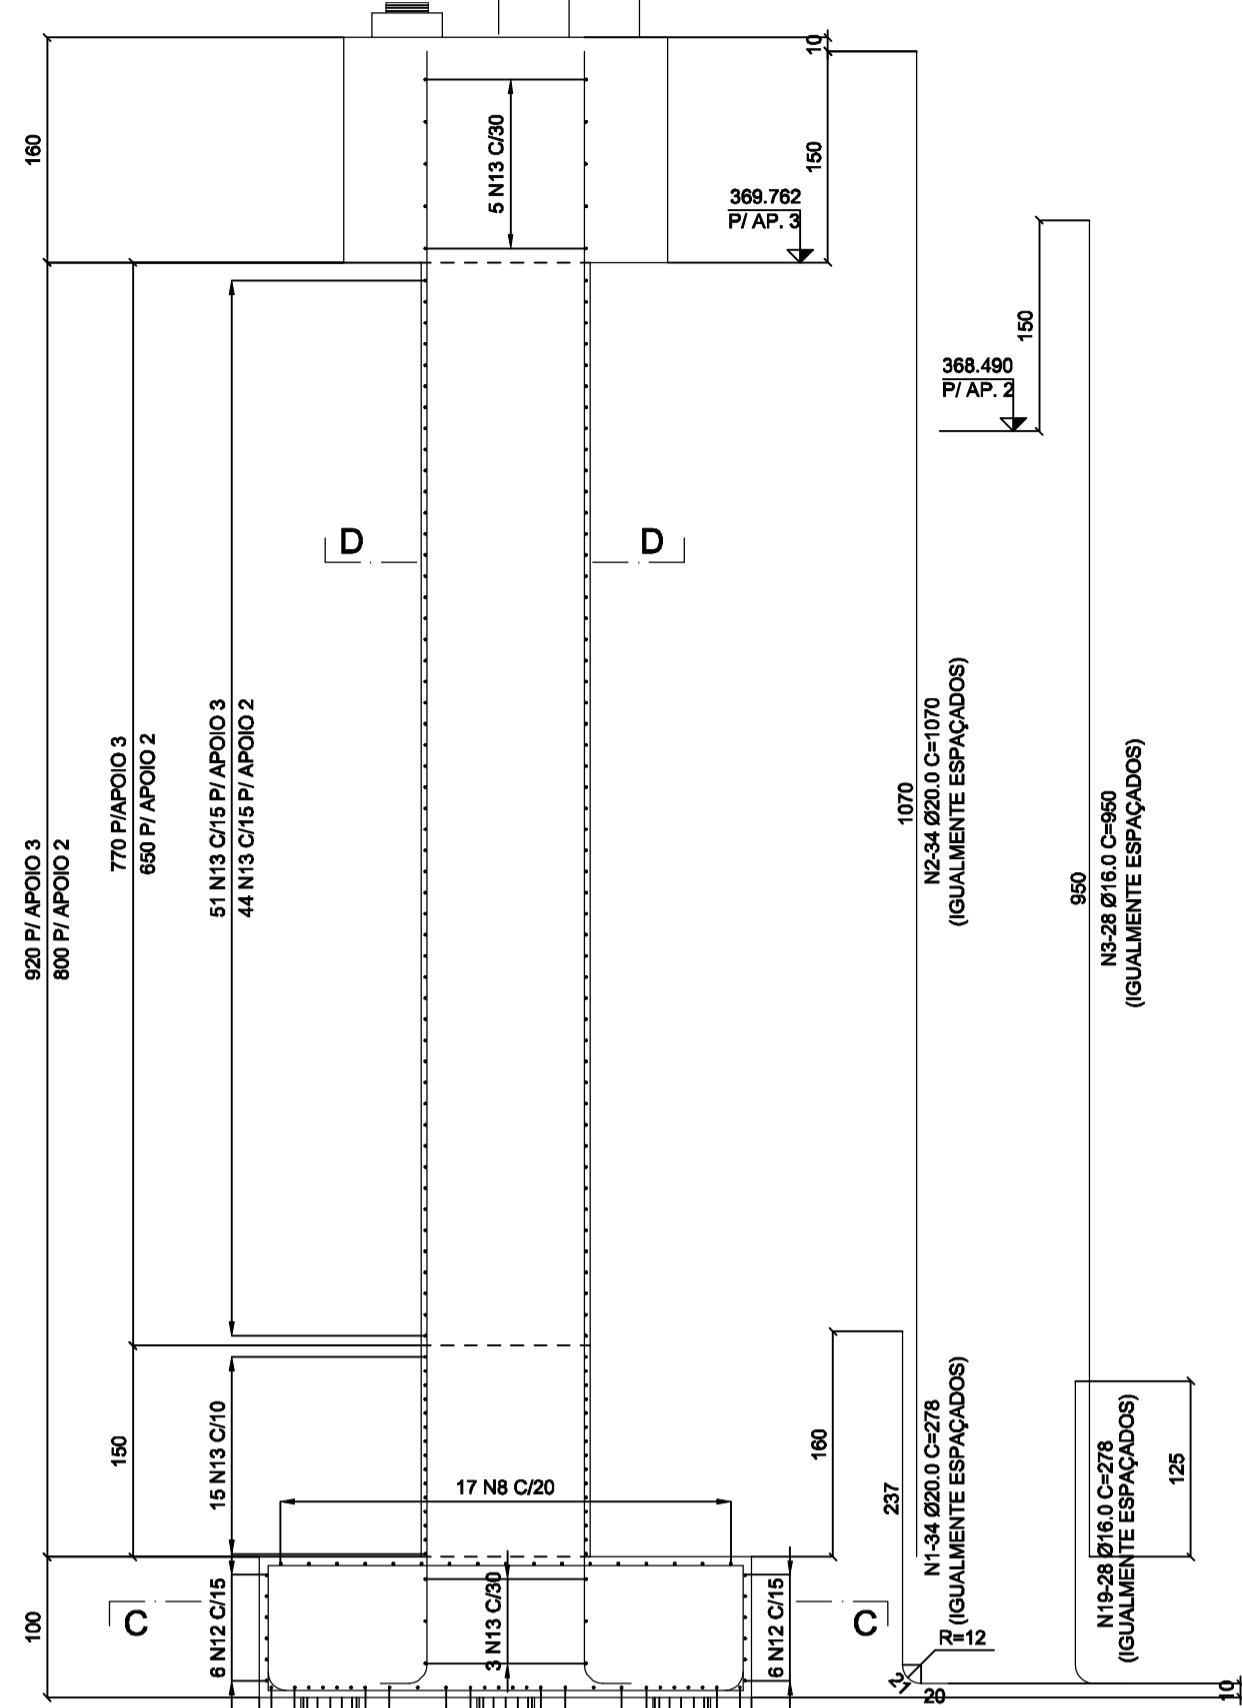 10
160
5 N13 C/30
150
369.762
P/ AP. 3
150
368.490
P/ AP. 2
D
D
920 P/ APOIO 3
800 P/ APOIO 2
770 P/APOIO 3
650 P/ APOIO 2
51 N13 C/15 P/ APOIO 3
44 N13 C/15 P/ APOIO 2
1070
N2-34 Ø20.0 C=1070
(IGUALMENTE ESPAÇADOS)
950
N3-28 Ø16.0 C=950
(IGUALMENTE ESPAÇADOS)
150
15 N13 C/10
17 N8 C/20
160
237
N1-34 Ø20.0 C=278
(IGUALMENTE ESPAÇADOS)
N19-28 Ø16.0 C=278
(IGUALMENTE ESPAÇADOS)
125
100
C
6 N12 C/15
3 N13 C/30
6 N12 C/15
C
R=12
21
20
10